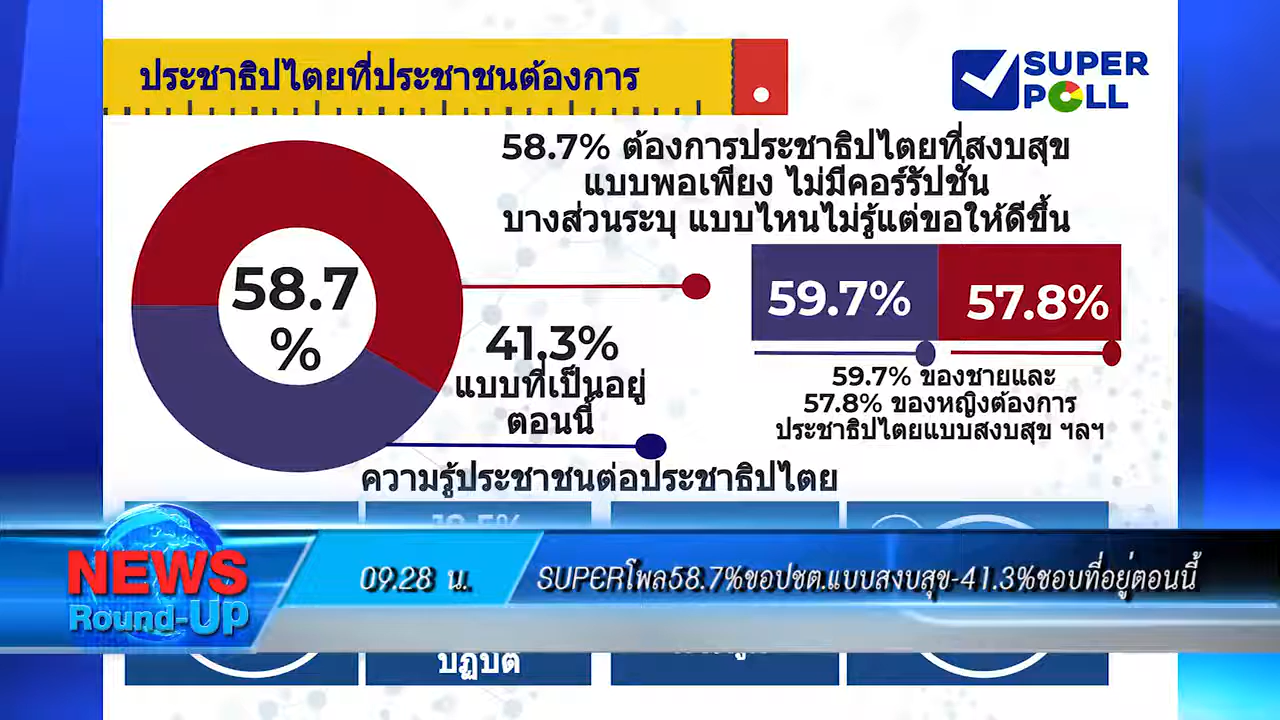 ประชาธิปไตยที่ประชาชนต้องการ
SUPER
POLL
58.7% ต้องการประชาธิปไตยที่สงบสุข
แบบพอเพียง ไม่มีคอร์รัปชั่น
บางส่วนระบุ แบบไหนไม่รู้แต่ขอให้ดีขึ้น
58.7
%
59.7%
57.8%
41.3%
แบบที่เป็นอยู่
ตอนนี้
59.7% ของชายและ
57.8% ของหญิงต้องการ
ประชาธิปไตยแบบสงบสุข ฯลฯ
ความรู้ประชาชนต่อประชาธิปไตย
NEWS
Round-Up
09.28 น.
SUPERโพล58.7%ขอปชต.แบบสงบสุข-41.3%ชอบที่อยู่ตอนนี้